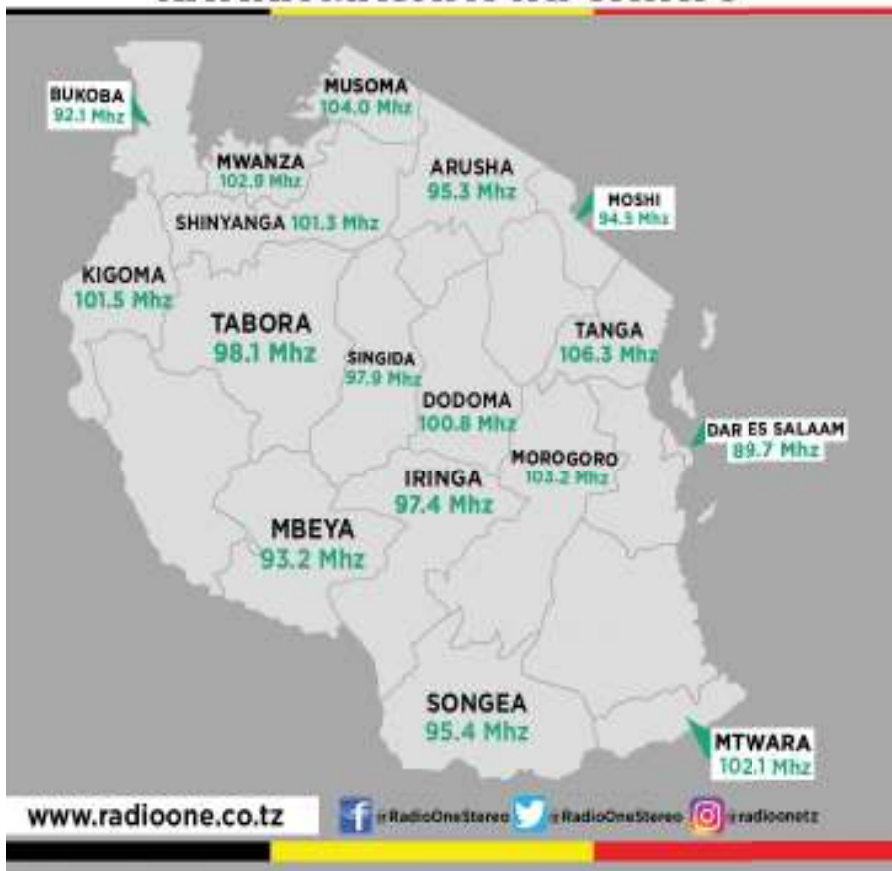 BUKOBA
92.1 Mhz
MUSOMA
104.0 Mhz
MWANZA
102.9 Mhz
ARUSHA
95.3 Mhz
MOSHI
94.5 Mhz
SHINYANGA 101.3 Mhz
KIGOMA
101.5 Mhz
TABORA
98.1 Mhz
SINGIDA
97.9 Mhz
TANGA
106.3 Mhz
DODOMA
100.8 Mhz
DAR ES SALAAM
89.7 Mhz
MOROGORO
103.2 Mhz
IRINGA
97.4 Mhz
MBEYA
93.2 Mhz
SONGEA
95.4 Mhz
MTWARA
102.1 Mhz
www.radioone.co.tz @RadioOneStereo @RadioOneStereo @radioonetz